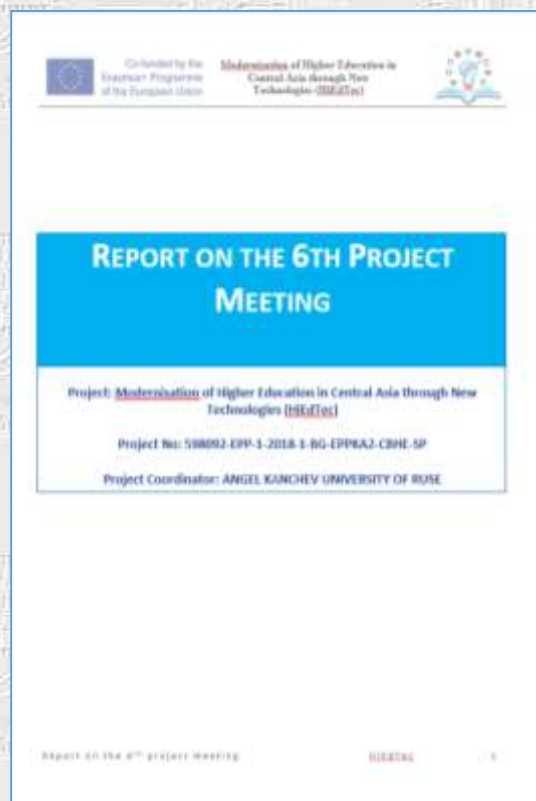 Co-funded by the
Erasmus+ Programme
of the European Union
Modernisation of Higher Education in
Central Asia through New
Technologies (HiEdTec)
REPORT ON THE 6TH PROJECT
MEETING
Project: Modernisation of Higher Education in Central Asia through New
Technologies (HiEdTec)
Project No: 598092-EPP-1-2018-1-BG-EPPKA2-CBHE-SP
Project Coordinator: ANGEL KANCHEV UNIVERSITY OF RUSE
Report on the 6th project meeting HiEdTec